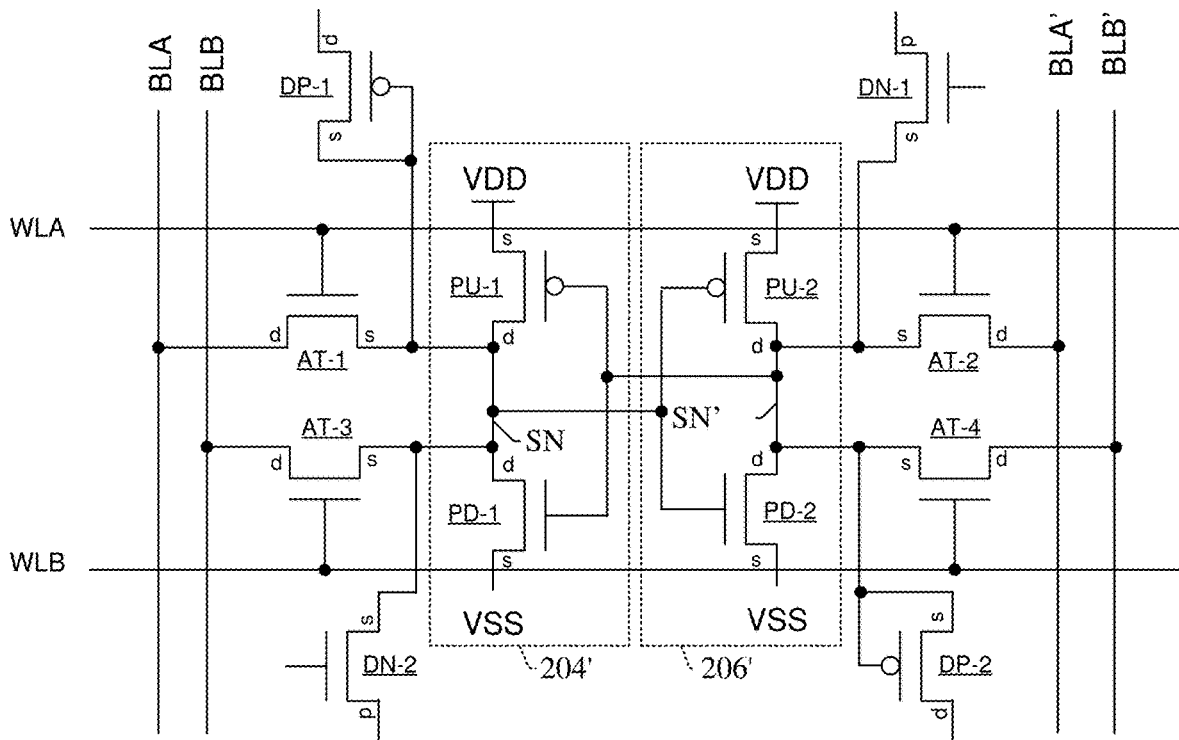 BLA
BLB
d
DP-1
s
p
DN-1
s
BLA'
BLB'
VDD
VDD
WLA
s
PU-1
d
s
PU-2
d
d
s
AT-1
s
d
AT-2
AT-3
d
s
SN
SN'
AT-4
s
d
d
PD-1
s
d
PD-2
s
WLB
VSS
VSS
s
DN-2
p
204'
206'
s
DP-2
d